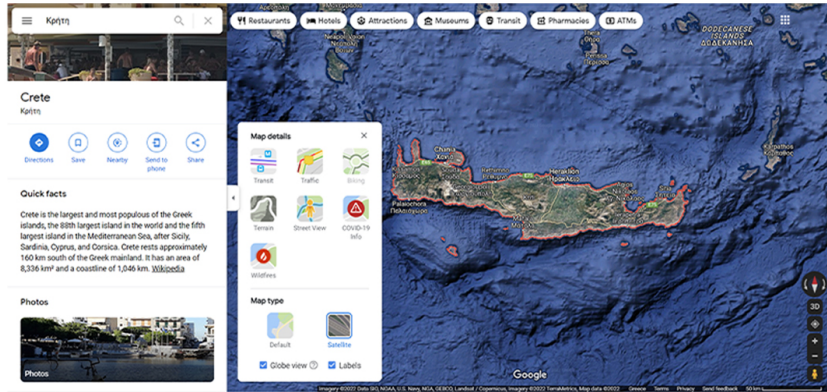 Κρήτη
Restaurants
Hotels
Attractions
Museums
Transit
Pharmacies
ATMs
Crete
Κρήτη
Directions
Save
Nearby
Send to
phone
Share
Quick facts
Crete is the largest and most populous of the Greek
islands, the 88th largest island in the world and the fifth
largest island in the Mediterranean Sea, after Sicily,
Sardinia, Cyprus, and Corsica. Crete rests approximately
160 km south of the Greek mainland. It has an area of
8,336 km² and a coastline of 1,046 km. Wikipedia
Photos
Photos
Map details
Transit
Traffic
Biking
Terrain
Street View
COVID-19
Info
Wildfires
Map type
Default
Satellite
Globe view
Labels
DODECANESE
ISLANDS
ΔΩΔΕΚΑΝΗΣΑ
Karpathos
Κάρπαθος
Chania
Χανιά
Heraklion
Palaiochora
Παλαιόχωρα
3D
Google
Imagery ©2022 Data SIO, NOAA, U.S. Navy, NGA, GEBCO, Landsat / Copernicus, Imagery ©2022 TerraMetrics, Map data ©2022
Greece
Terms
Privacy
Send feedback
50 km